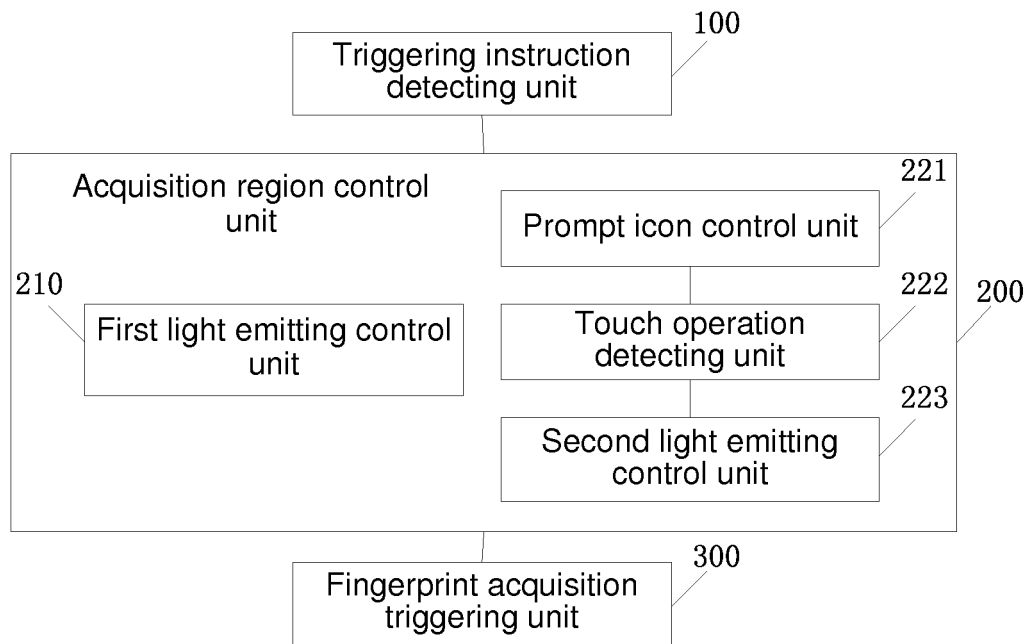 100
Triggering instruction
detecting unit
Acquisition region control
unit
221
Prompt icon control unit
210
First light emitting control
unit
222
Touch operation
detecting unit
200
223
Second light emitting
control unit
300
Fingerprint acquisition
triggering unit